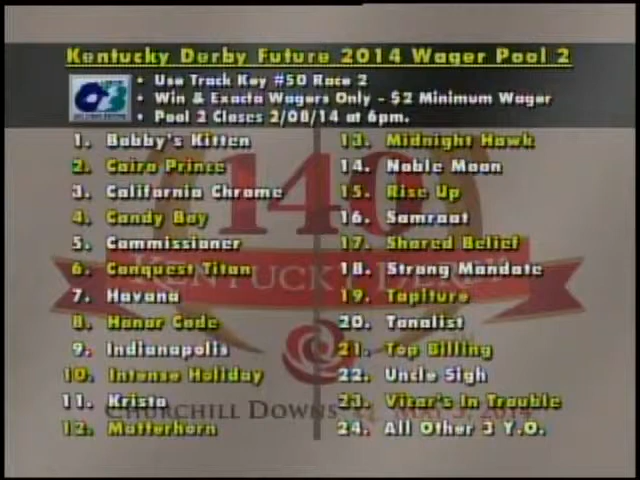 Kentucky Derby Future 2014 Wager Pool 2
• Use Track Key #50 Race 2
• Win & Exacta Wagers Only - $2 Minimum Wager
• Pool 2 Closes 2/08/14 at 6pm.
1. Bobby's Kitten
2. Cairo Prince
3. California Chrome
4. Candy Boy
5. Commissioner
6. Conquest Titan
7. Havana
8. Honor Code
9. Indianapolis
10. Intense Holiday
11. Kristo
12. Matterhorn
13. Midnight Hawk
14. Noble Moon
15. Rise Up
16. Samraat
17. Shared Belief
18. Strong Mandate
19. Tapiture
20. Tonalist
21. Top Billing
22. Uncle Sigh
23. Vicar's In Trouble
24. All Other 3 Y.O.
140
KENTUCKY DERBY
CHURCHILL DOWNS MAY 3, 2014